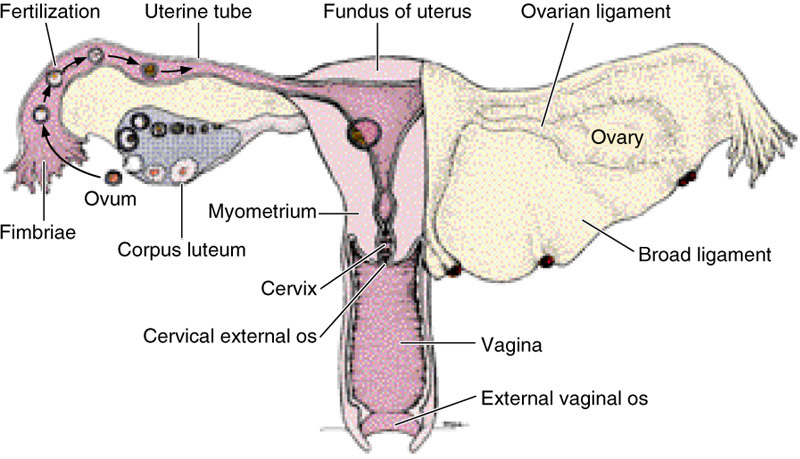 Fertilization
Uterine tube
Fundus of uterus
Ovarian ligament
Ovary
Ovum
Fimbriae
Corpus luteum
Myometrium
Broad ligament
Cervix
Cervical external os
Vagina
External vaginal os